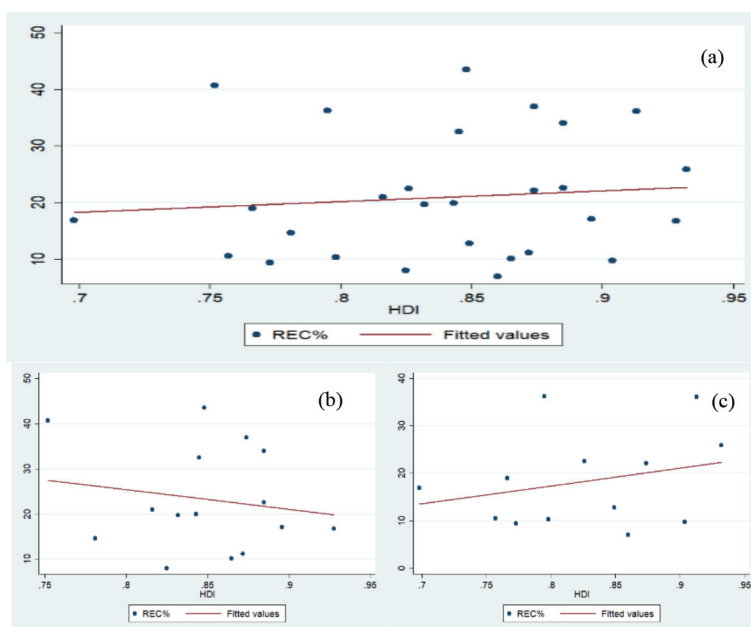 (a)
50
40
30
20
10
.7 .75 .8 .85 .9 .95
HDI
REC% Fitted values
(b)
50
40
30
20
10
.75 .8 .85 .9 .95
HDI
REC% Fitted values
(c)
40
30
20
10
0
.7 .75 .8 .85 .9 .95
HDI
REC% Fitted values